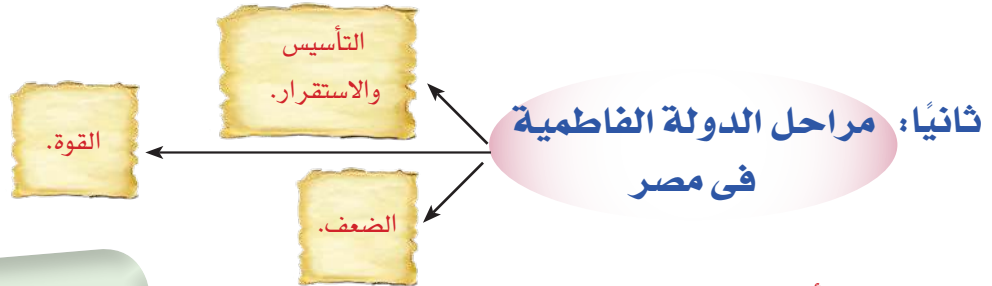 ثانيًا: مراحل الدولة الفاطمية
فى مصر
التأسيس
والاستقرار.
القوة.
الضعف.